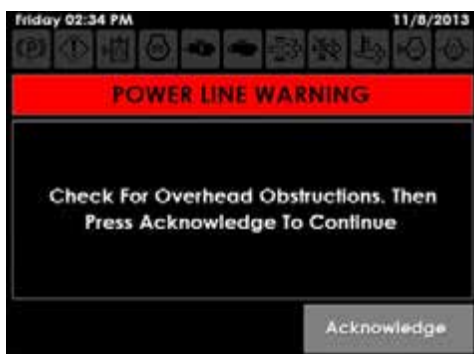 Friday 02:34 PM 11/8/2013
POWER LINE WARNING
Check For Overhead Obstructions. Then
Press Acknowledge To Continue
Acknowledge